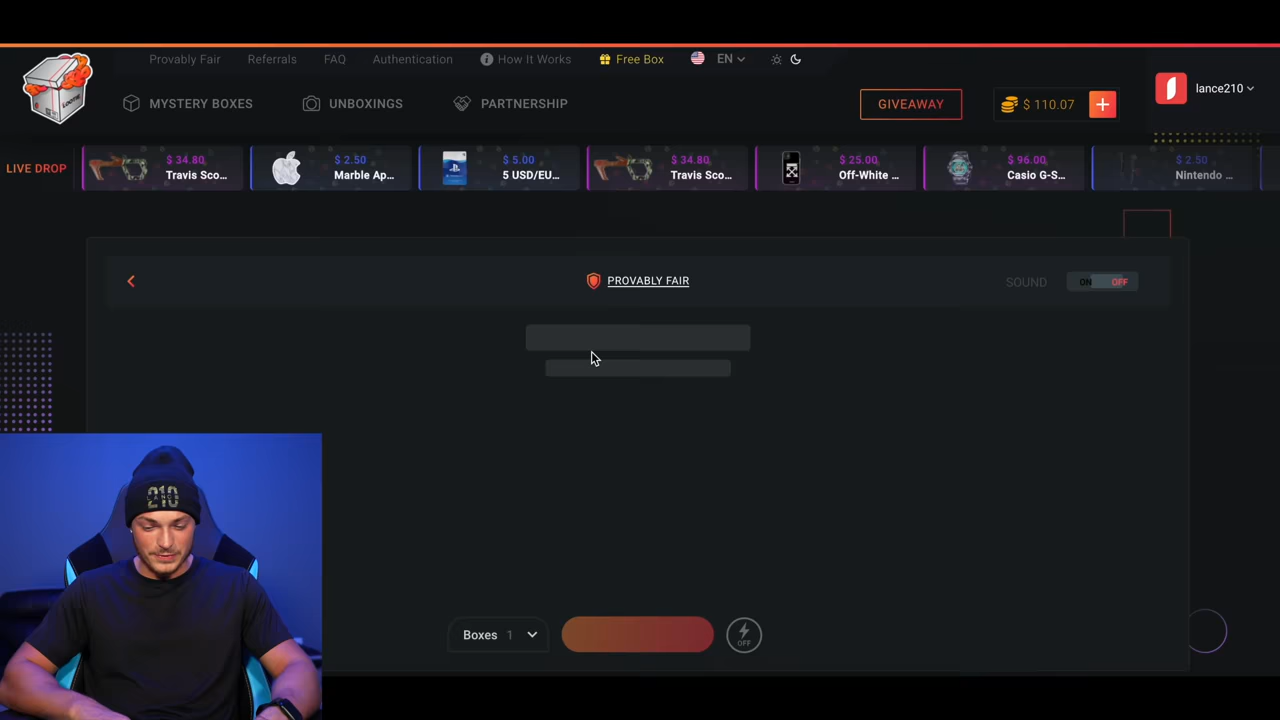 Provably Fair Referrals FAQ Authentication How It Works Free Box EN
MYSTERY BOXES UNBOXINGS PARTNERSHIP GIVEAWAY $ 110.07 + lance210
LIVE DROP
$ 34.80
Travis Sco...
$ 2.50
Marble Ap...
$ 5.00
5 USD/EU...
$ 34.80
Travis Sco...
$ 25.00
Off-White ...
$ 96.00
Casio G-S...
$ 2.50
Nintendo ...
PROVABLY FAIR SOUND ON OFF
210
LANCE
Boxes 1 OFF